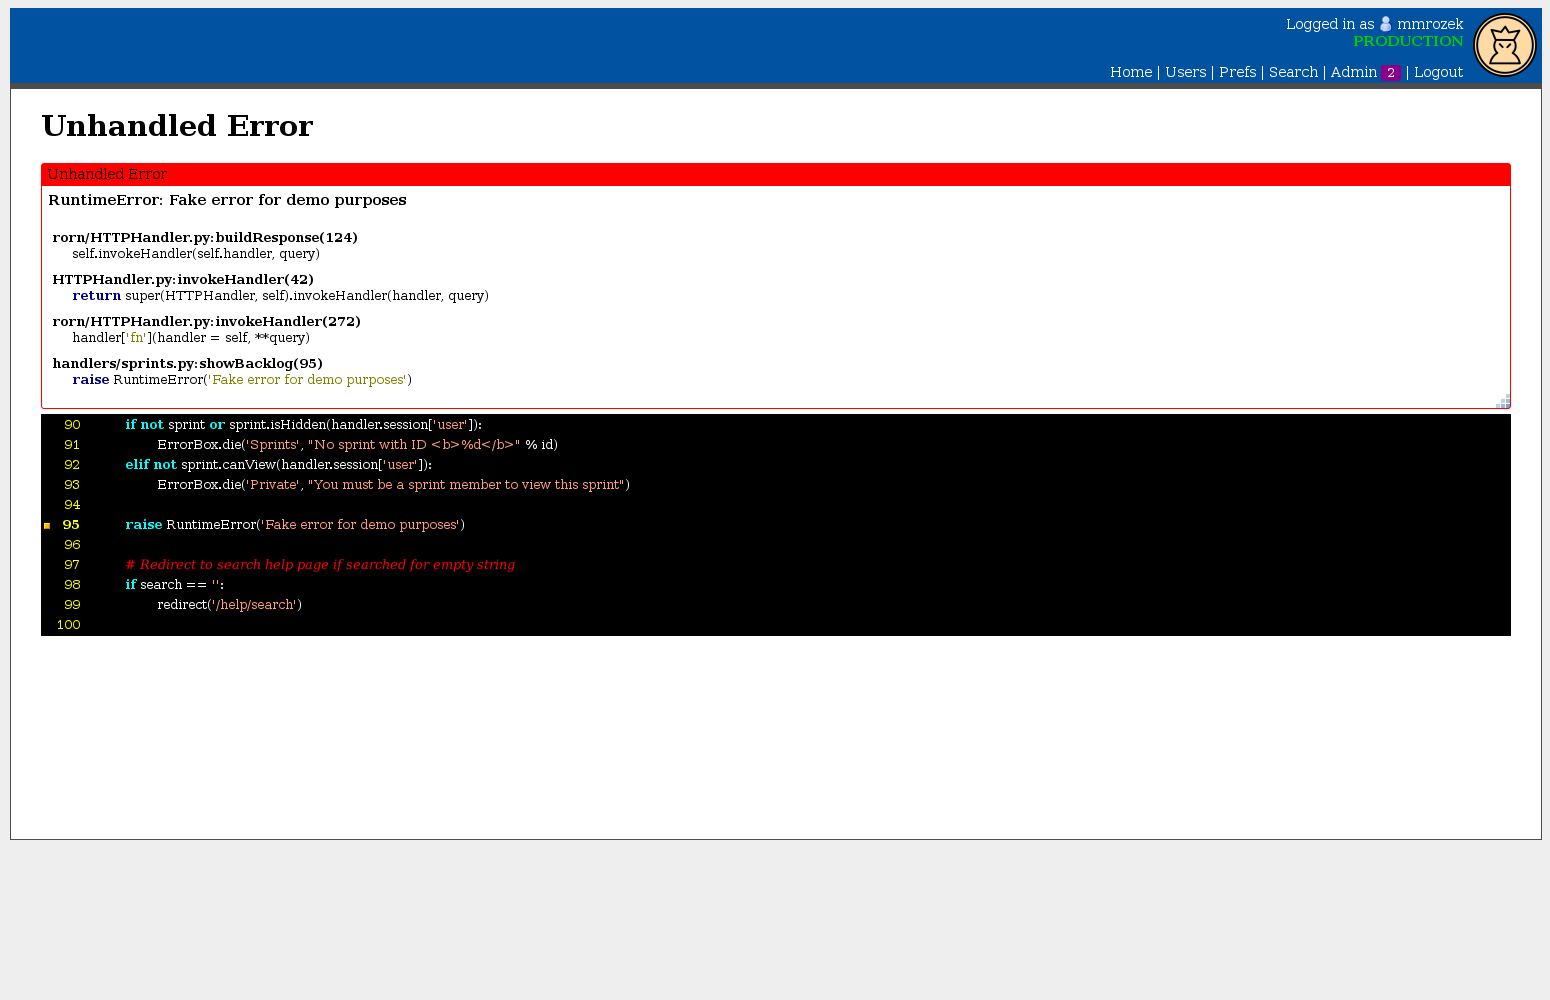 Logged in as mmrozek
PRODUCTION
Home | Users | Prefs | Search | Admin 2 | Logout
Unhandled Error
Unhandled Error
RuntimeError: Fake error for demo purposes
rorn/HTTPHandler.py:buildResponse(124)
self.invokeHandler(self.handler, query)
HTTPHandler.py:invokeHandler(42)
return super(HTTPHandler, self).invokeHandler(handler, query)
rorn/HTTPHandler.py:invokeHandler(272)
handler['fn'](handler = self, **query)
handlers/sprints.py:showBacklog(95)
raise RuntimeError('Fake error for demo purposes')
90 if not sprint or sprint.isHidden(handler.session['user']):
91 ErrorBox.die('Sprints', "No sprint with ID <b>%d</b>" % id)
92 elif not sprint.canView(handler.session['user']):
93 ErrorBox.die('Private', "You must be a sprint member to view this sprint")
94
95 raise RuntimeError('Fake error for demo purposes')
96
97 # Redirect to search help page if searched for empty string
98 if search == '':
99 redirect('/help/search')
100